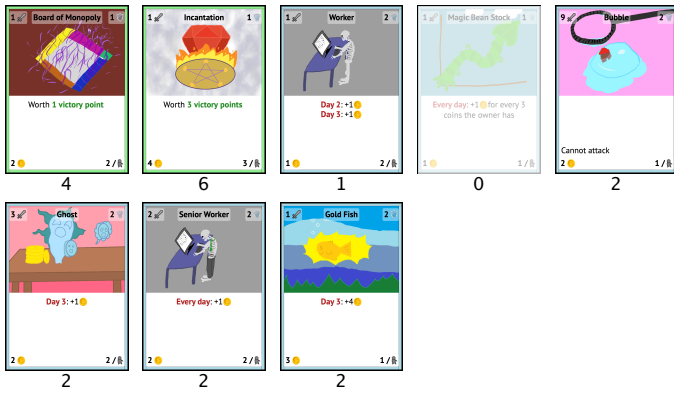 1 Board of Monopoly 1
Worth 1 victory point
2 2 /
4
1 Incantation 1
Worth 3 victory points
4 3 /
6
1 Worker 2
Day 2: +1
Day 3: +1
1 2 /
1
1 Magic Bean Stock 1
Every day: +1 for every 3
coins the owner has
1 1 /
0
9 Bubble 2
Cannot attack
2 1 /
2
3 Ghost 2
Day 3: +1
2 2 /
2
2 Senior Worker 2
Every day: +1
2 2 /
2
1 Gold Fish 2
Day 3: +4
3 1 /
2